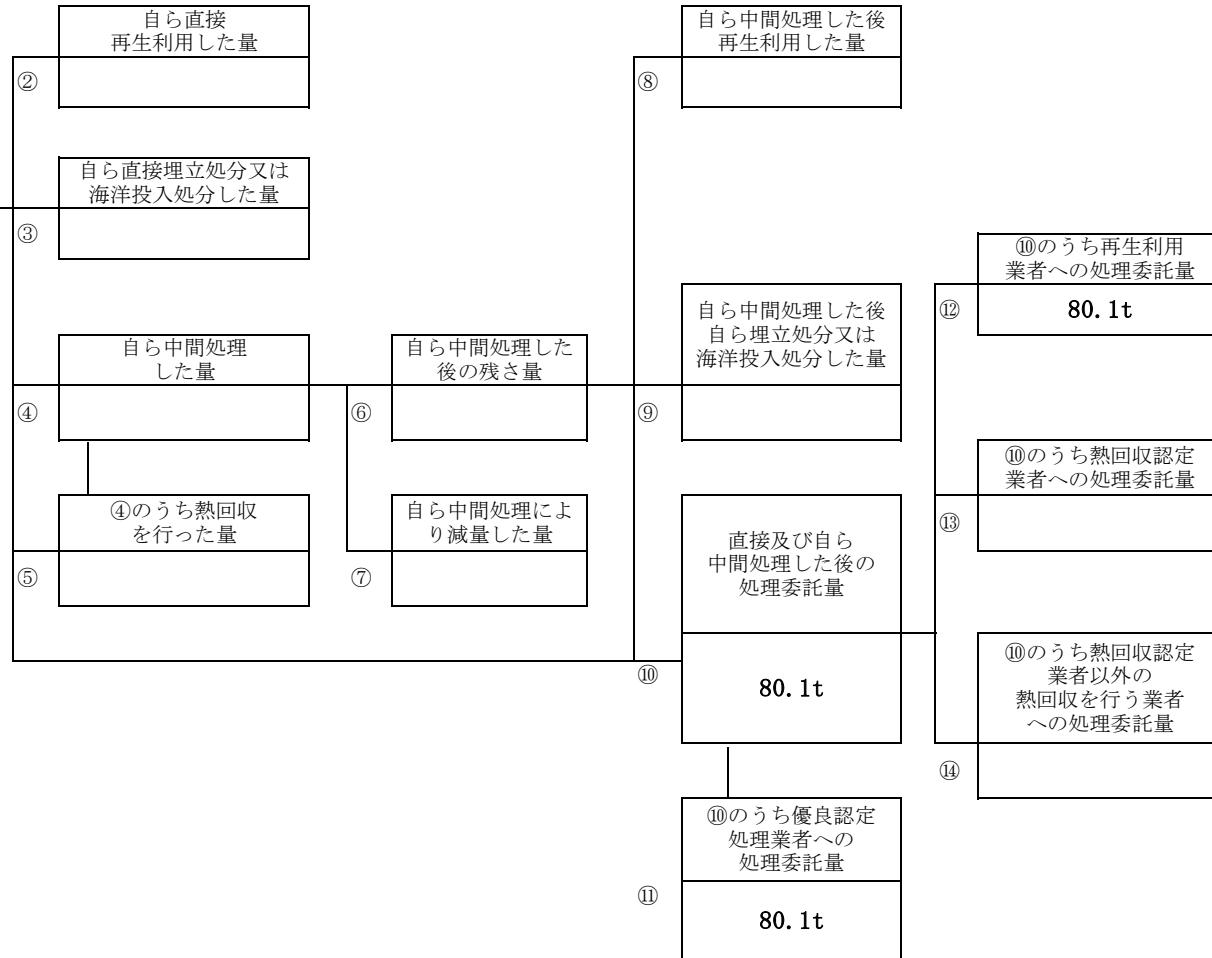 自ら直接
再生利用した量
②
自ら直接埋立処分又は
海洋投入処分した量
③
自ら中間処理
した量
④
④のうち熱回収
を行った量
⑤
自ら中間処理した
後の残さ量
⑥
自ら中間処理によ
り減量した量
⑦
自ら中間処理した後
再生利用した量
⑧
自ら中間処理した後
自ら埋立処分又は
海洋投入処分した量
⑨
直接及び自ら
中間処理した後の
処理委託量
⑩
80.1t
⑩のうち優良認定
処理業者への
処理委託量
⑪
80.1t
⑩のうち再生利用
業者への処理委託量
⑫
80.1t
⑩のうち熱回収認定
業者への処理委託量
⑬
⑩のうち熱回収認定
業者以外の
熱回収を行う業者
への処理委託量
⑭